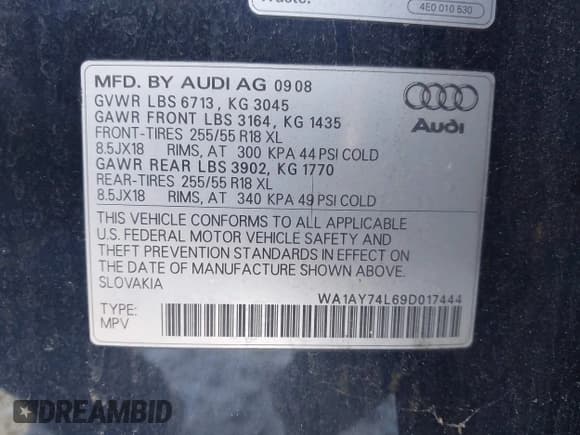 4E0 010 530
MFD. BY AUDI AG 0908
GVWR LBS 6713, KG 3045
GAWR FRONT LBS 3164, KG 1435
FRONT-TIRES 255/55 R18 XL
8.5JX18 RIMS, AT 300 KPA 44 PSI COLD
GAWR REAR LBS 3902, KG 1770
REAR-TIRES 255/55 R18 XL
8.5JX18 RIMS, AT 340 KPA 49 PSI COLD
Audi
THIS VEHICLE CONFORMS TO ALL APPLICABLE
U.S. FEDERAL MOTOR VEHICLE SAFETY AND
THEFT PREVENTION STANDARDS IN EFFECT ON
THE DATE OF MANUFACTURE SHOWN ABOVE.
SLOVAKIA
WA1AY74L69D017444
TYPE:
MPV
DREAMBID